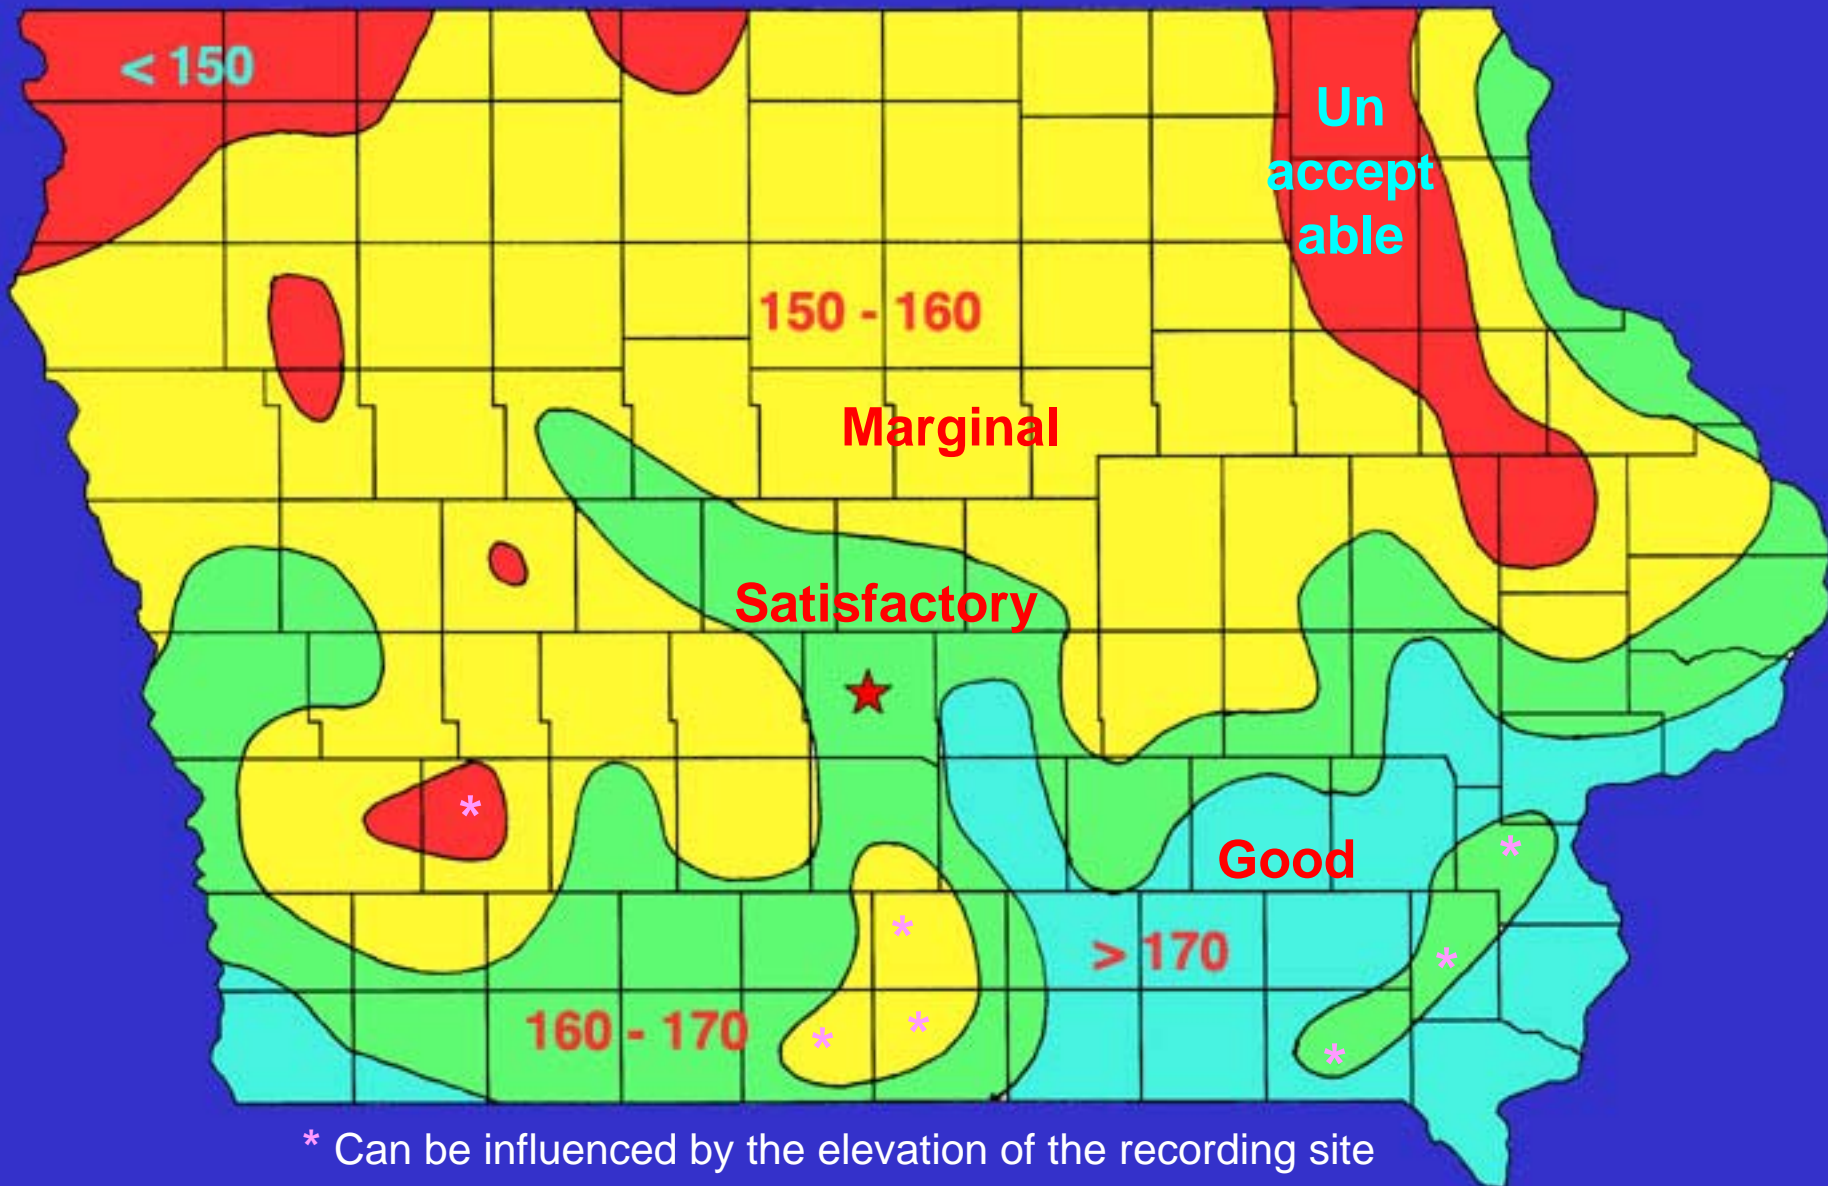 < 150
Un
accept
able
150 - 160
Marginal
Satisfactory
*
Good
*
*
> 170
*
160 - 170
*
*
*
* Can be influenced by the elevation of the recording site